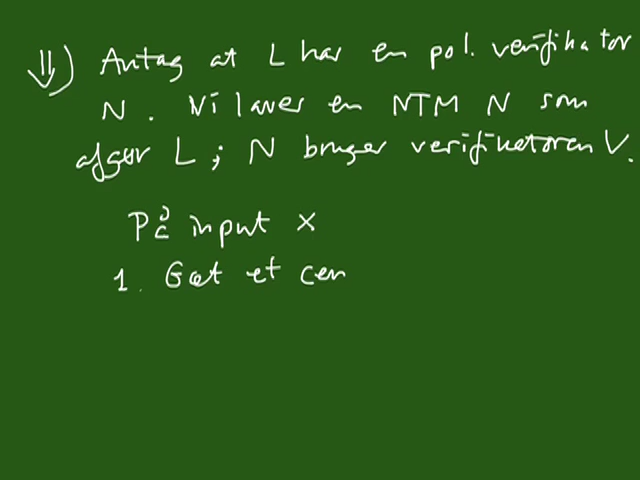 ⇓) Antag at L har en pol. verifikator
N. Vi laver en NTM N som
afgør L; N bruger verifikatoren V.
På input x
1. Gæt et cer